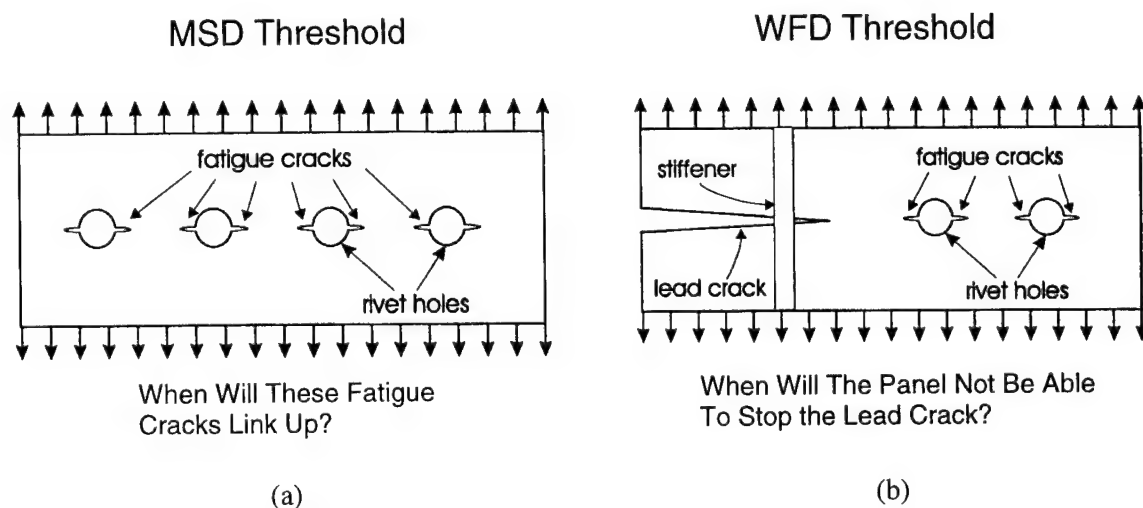 MSD Threshold
fatigue cracks
rivet holes
When Will These Fatigue
Cracks Link Up?
(a)
WFD Threshold
stiffener
fatigue cracks
lead crack
rivet holes
When Will The Panel Not Be Able
To Stop the Lead Crack?
(b)